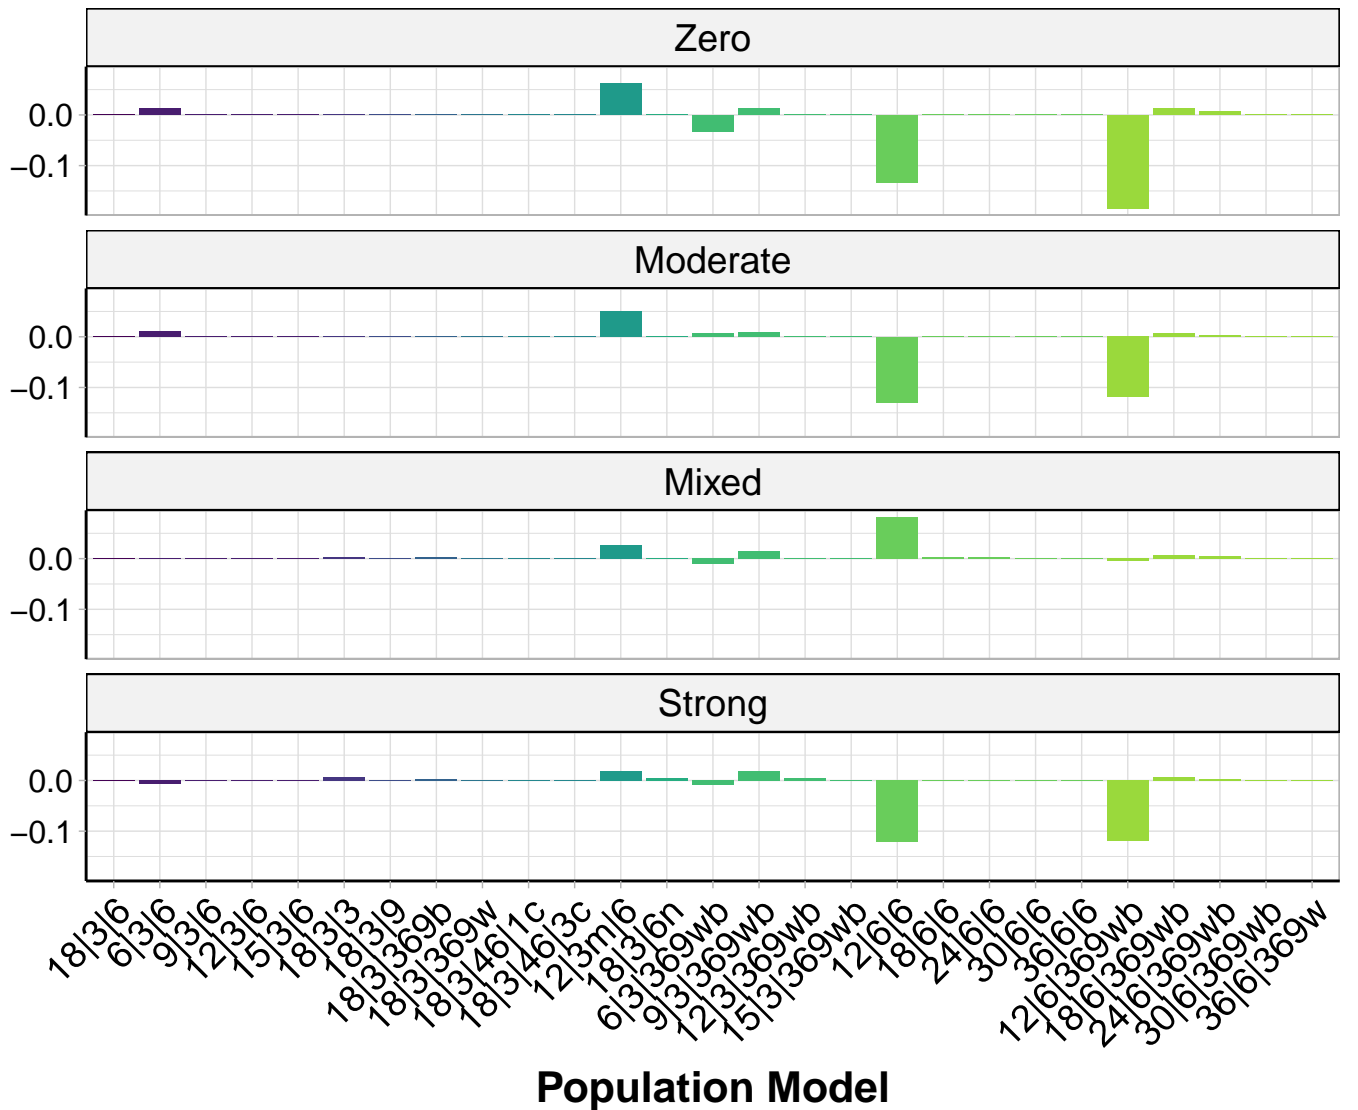 Zero
0.0
−0.1
Moderate
0.0
−0.1
Mixed
0.0
−0.1
Strong
0.0
−0.1
18|3|6
6|3|6
9|3|6
12|3|6
15|3|6
18|3|3
18|3|9
18|3|369b
18|3|369w
18|3|46|1c
18|3|46|3c
12|3m|6
18|3|6n
6|3|369wb
9|3|369wb
12|3|369wb
15|3|369wb
12|6|6
18|6|6
24|6|6
30|6|6
36|6|6
12|6|369wb
18|6|369wb
24|6|369wb
30|6|369wb
36|6|369w
Population Model